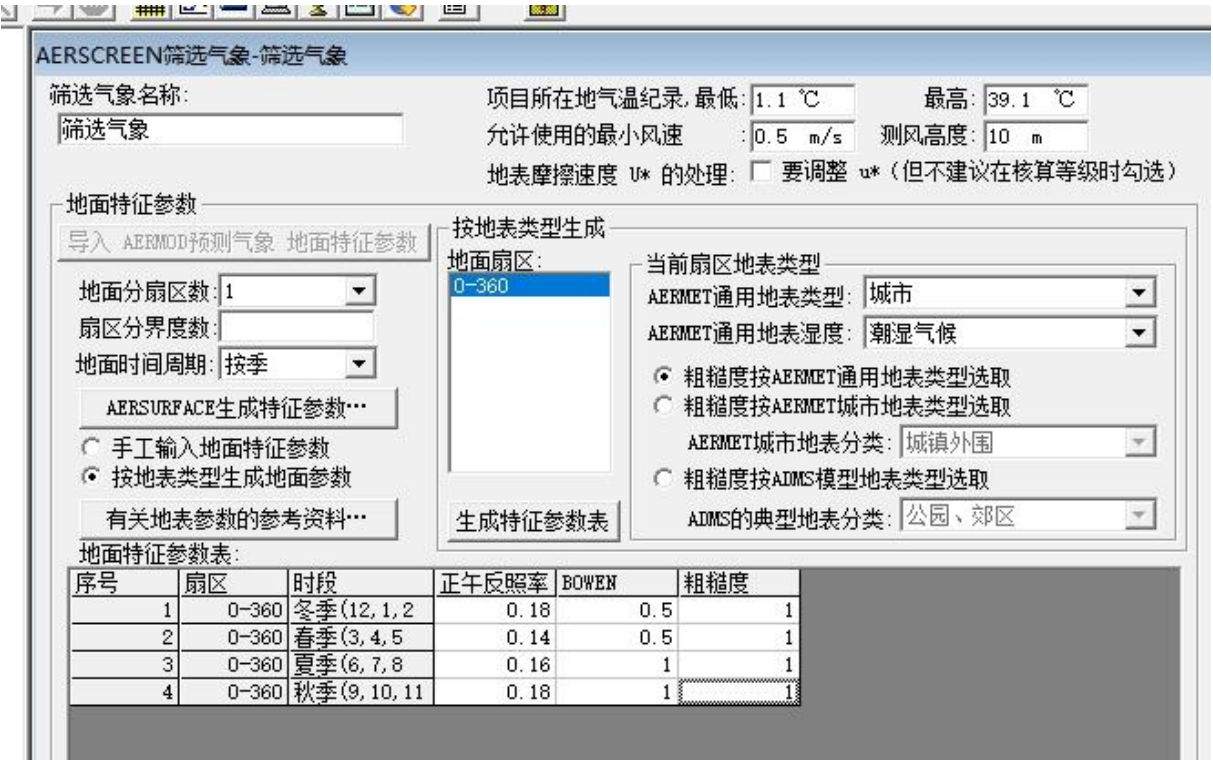 AERSCREEN筛选气象-筛选气象
筛选气象名称:
筛选气象
项目所在地气温纪录,最低: 1.1 ℃ 最高: 39.1 ℃
允许使用的最小风速 : 0.5 m/s 测风高度: 10 m
地表摩擦速度 U* 的处理: 要调整 u*(但不建议在核算等级时勾选)
地面特征参数
导入 AERMOD预测气象 地面特征参数
地面分扇区数: 1
扇区分界度数:
地面时间周期: 按季
AERSURFACE生成特征参数…
手工输入地面特征参数
按地表类型生成地面参数
有关地表参数的参考资料…
按地表类型生成
地面扇区:
0-360
生成特征参数表
当前扇区地表类型
AERMET通用地表类型: 城市
AERMET通用地表湿度: 潮湿气候
粗糙度按AERMET通用地表类型选取
粗糙度按AERMET城市地表类型选取
AERMET城市地表分类: 城镇外围
粗糙度按ADMS模型地表类型选取
ADMS的典型地表分类: 公园、郊区
地面特征参数表:
序号 扇区 时段 正午反照率 BOWEN 粗糙度
1 0-360 冬季(12,1,2 0.18 0.5 1
2 0-360 春季(3,4,5 0.14 0.5 1
3 0-360 夏季(6,7,8 0.16 1 1
4 0-360 秋季(9,10,11 0.18 1 1